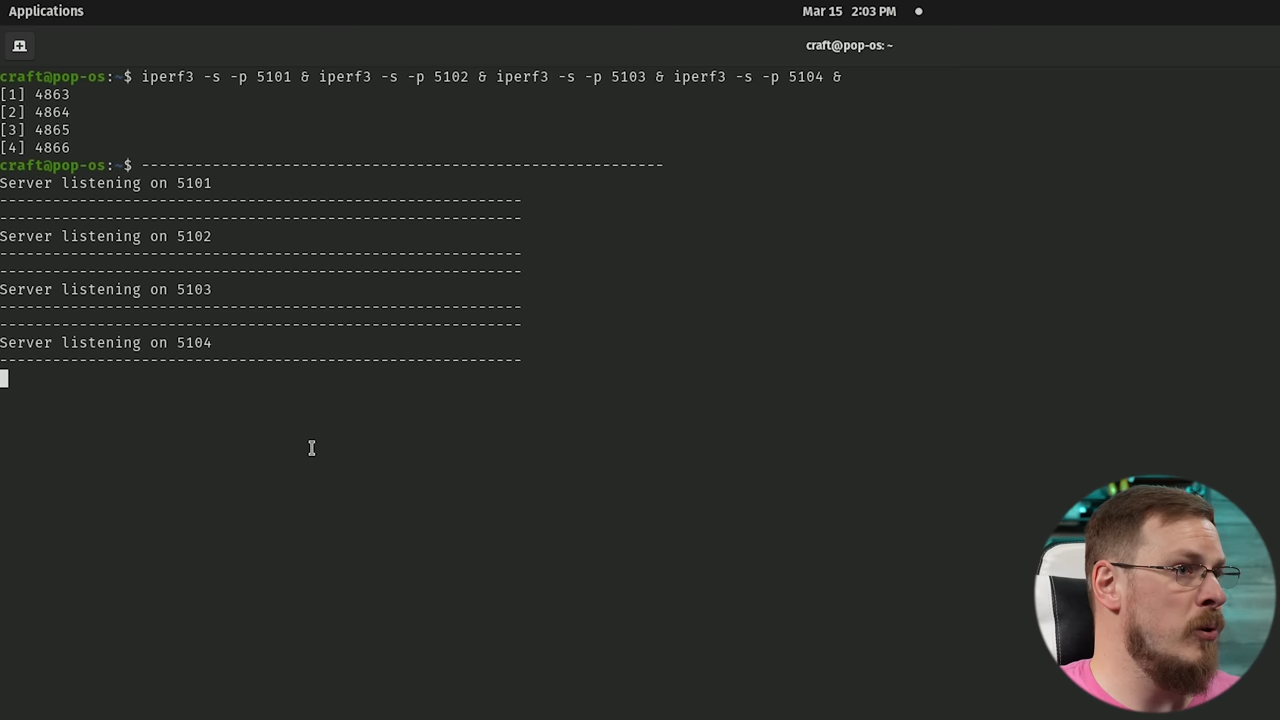 Applications
Mar 15 2:03 PM
craft@pop-os: ~
craft@pop-os:~$ iperf3 -s -p 5101 & iperf3 -s -p 5102 & iperf3 -s -p 5103 & iperf3 -s -p 5104 &
[1] 4863
[2] 4864
[3] 4865
[4] 4866
craft@pop-os:~$ -----------------------------------------------------------
Server listening on 5101
-----------------------------------------------------------
-----------------------------------------------------------
Server listening on 5102
-----------------------------------------------------------
-----------------------------------------------------------
Server listening on 5103
-----------------------------------------------------------
-----------------------------------------------------------
Server listening on 5104
-----------------------------------------------------------